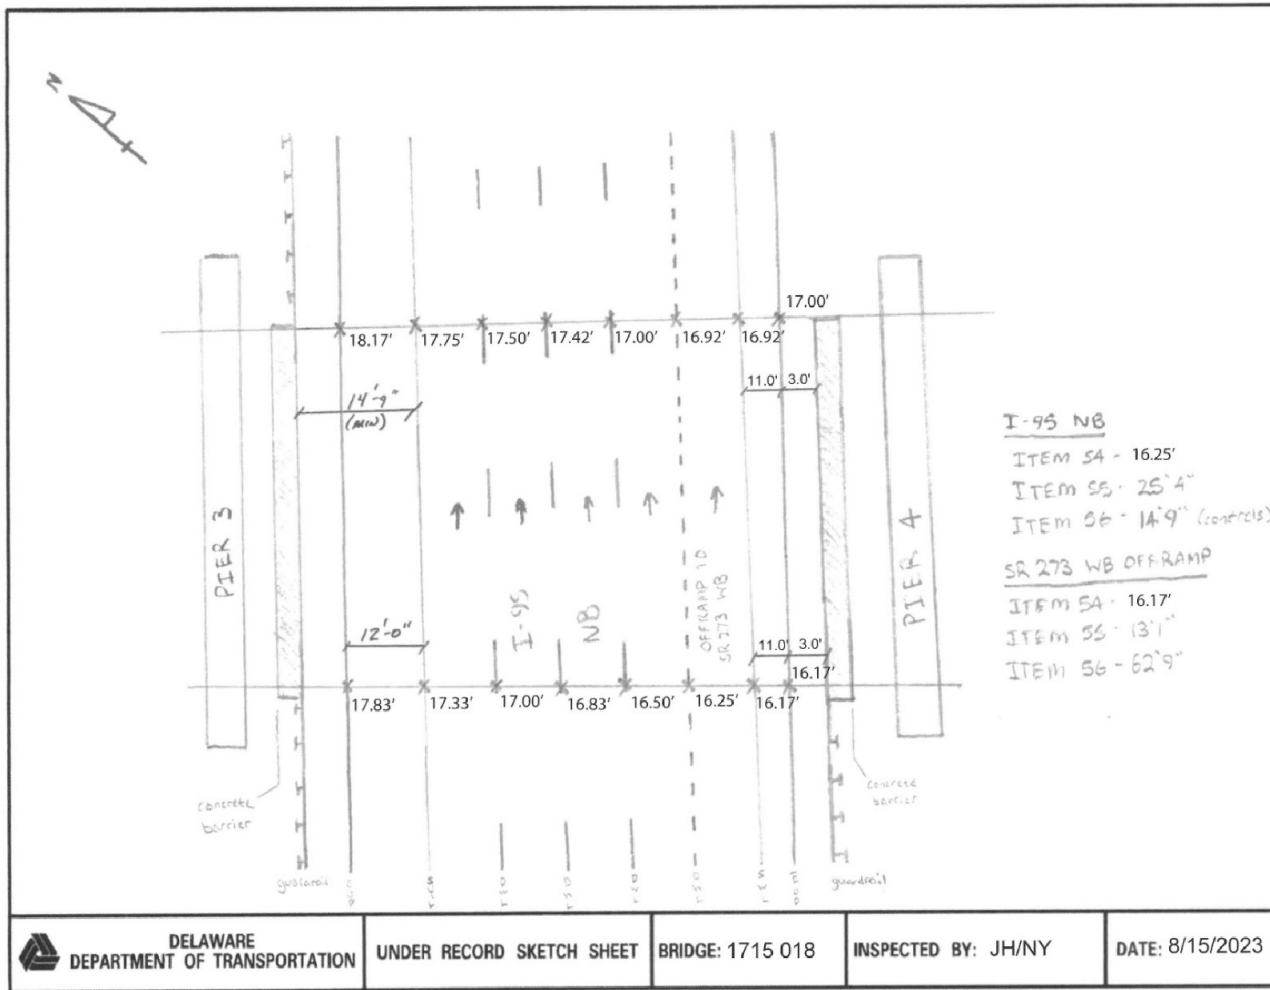 N
17.00'
18.17' 17.75' 17.50' 17.42' 17.00' 16.92' 16.92'
11.0' 3.0'
14'-9"
(MIN)
I-95 NB
ITEM 54 - 16.25'
ITEM 55 - 25'4"
ITEM 56 - 14'9" (controls)
SR 273 WB OFFRAMP
ITEM 54 - 16.17'
ITEM 55 - 13'1"
ITEM 56 - 62'9"
PIER 3
PIER 4
I-95
NB
OFFRAMP TO
SR 273 WB
12'-0"
11.0' 3.0'
16.17'
17.83' 17.33' 17.00' 16.83' 16.50' 16.25' 16.17'
concrete
barrier
concrete
barrier
guardrail
guardrail
DELAWARE
DEPARTMENT OF TRANSPORTATION
UNDER RECORD SKETCH SHEET
BRIDGE: 1715 018
INSPECTED BY: JH/NY
DATE: 8/15/2023